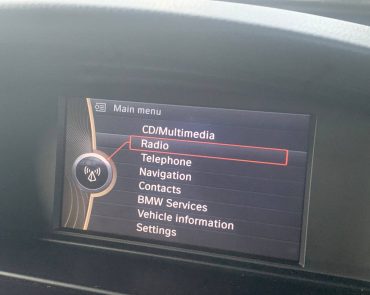 Main menu
CD/Multimedia
Radio
Telephone
Navigation
Contacts
BMW Services
Vehicle information
Settings